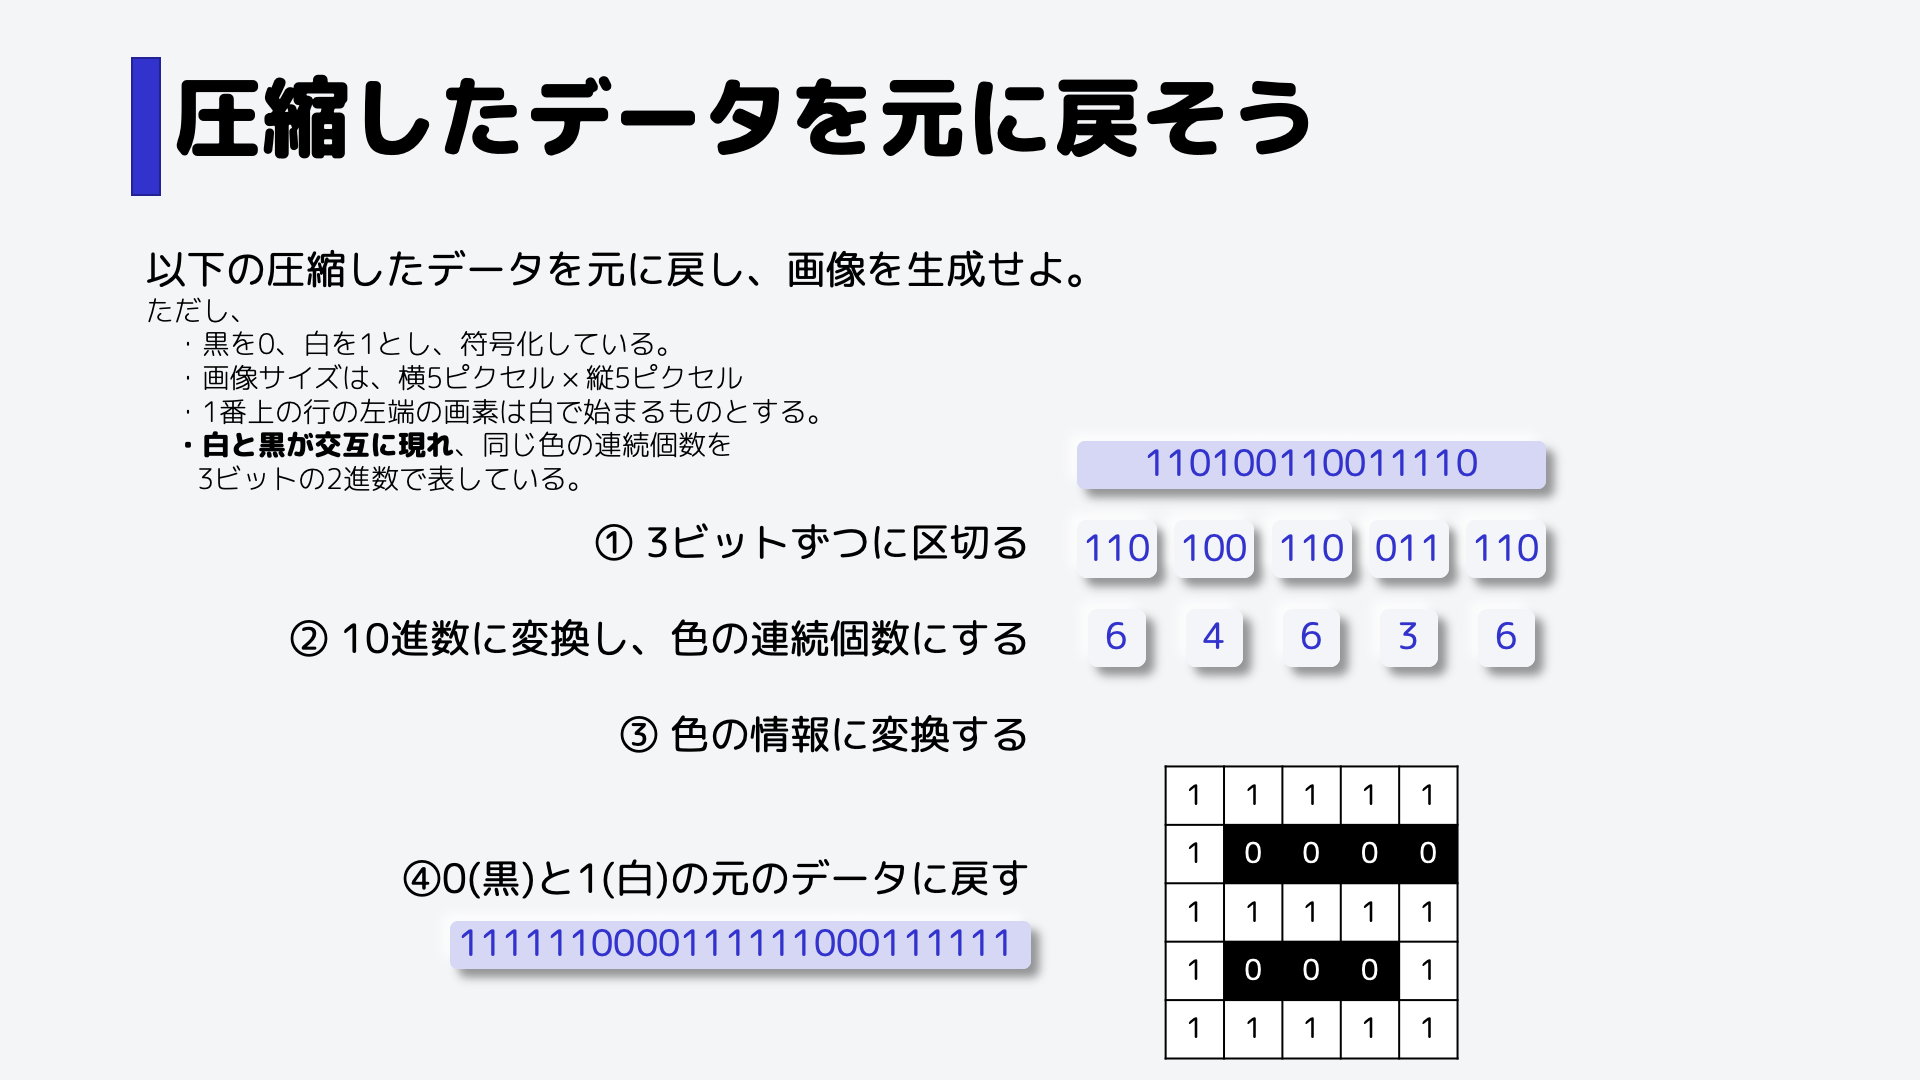 圧縮したデータを元に戻そう
以下の圧縮したデータを元に戻し、画像を生成せよ。
ただし、
・黒を0、白を1とし、符号化している。
・画像サイズは、横5ピクセル × 縦5ピクセル
・1番上の行の左端の画素は白で始まるものとする。
・白と黒が交互に現れ、同じ色の連続個数を
3ビットの2進数で表している。
110100110011110
① 3ビットずつに区切る
110 100 110 011 110
② 10進数に変換し、色の連続個数にする
6 4 6 3 6
③ 色の情報に変換する
④0(黒)と1(白)の元のデータに戻す
1111110000111111000111111
1 1 1 1 1
1 0 0 0 0
1 1 1 1 1
1 0 0 0 1
1 1 1 1 1